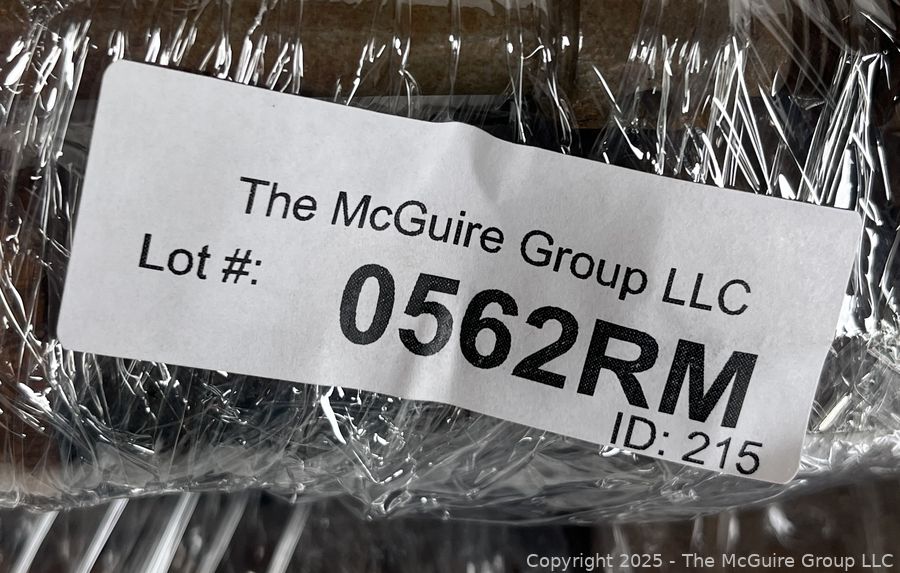 The McGuire Group LLC
Lot #:
0562RM
ID: 215
Copyright 2025 - The McGuire Group LLC